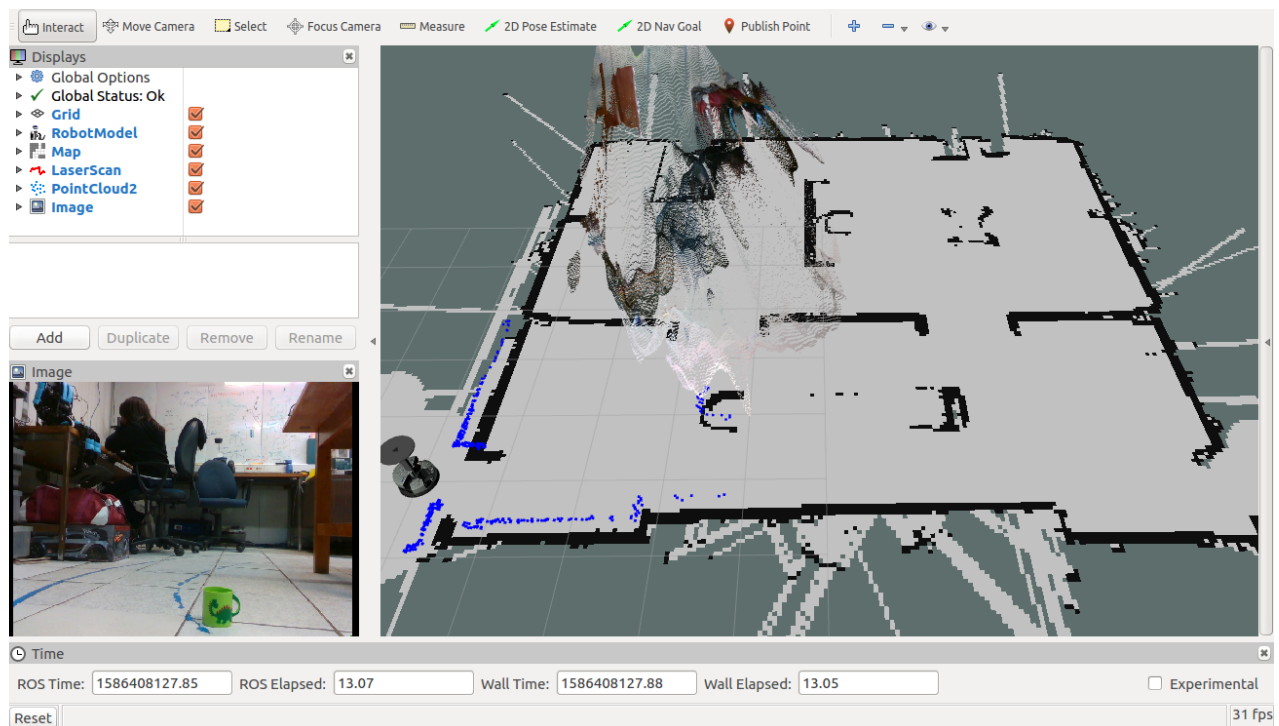 Interact Move Camera Select Focus Camera Measure 2D Pose Estimate 2D Nav Goal Publish Point
Displays
Global Options
Global Status: Ok
Grid
RobotModel
Map
LaserScan
PointCloud2
Image
Add Duplicate Remove Rename
Image
Time
ROS Time: 1586408127.85 ROS Elapsed: 13.07 Wall Time: 1586408127.88 Wall Elapsed: 13.05 Experimental
Reset 31 fps